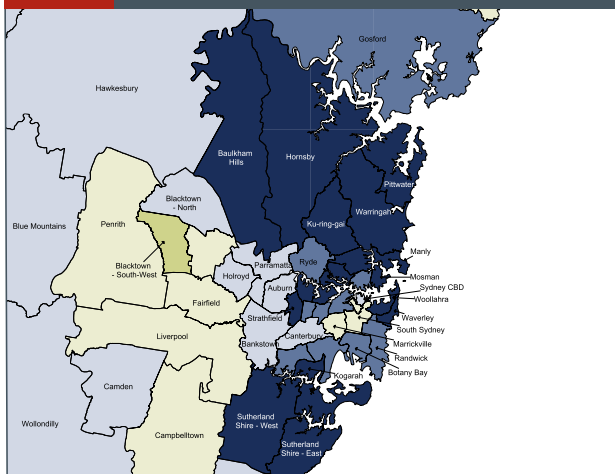 Gosford
Hawkesbury
Baulkham
Hills
Hornsby
Pittwater
Blacktown
- North
Warringah
Penrith
Blue Mountains
Ku-ring-gai
Manly
Parramatta
Ryde
Blacktown
- South-West
Holroyd
Mosman
Auburn
Sydney CBD
Woollahra
Fairfield
Strathfield
Waverley
South Sydney
Liverpool
Canterbury
Bankstown
Marrickville
Randwick
Botany Bay
Kogarah
Camden
Sutherland
Shire - West
Wollondilly
Campbelltown
Sutherland
Shire - East